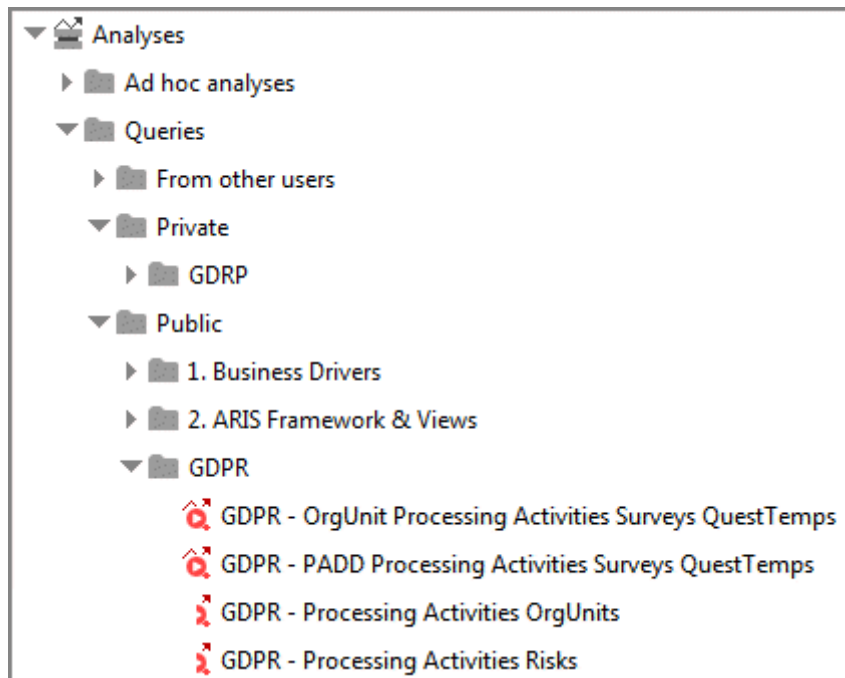 Analyses
Ad hoc analyses
Queries
From other users
Private
GDRP
Public
1. Business Drivers
2. ARIS Framework & Views
GDPR
GDPR - OrgUnit Processing Activities Surveys QuestTemps
GDPR - PADD Processing Activities Surveys QuestTemps
GDPR - Processing Activities OrgUnits
GDPR - Processing Activities Risks